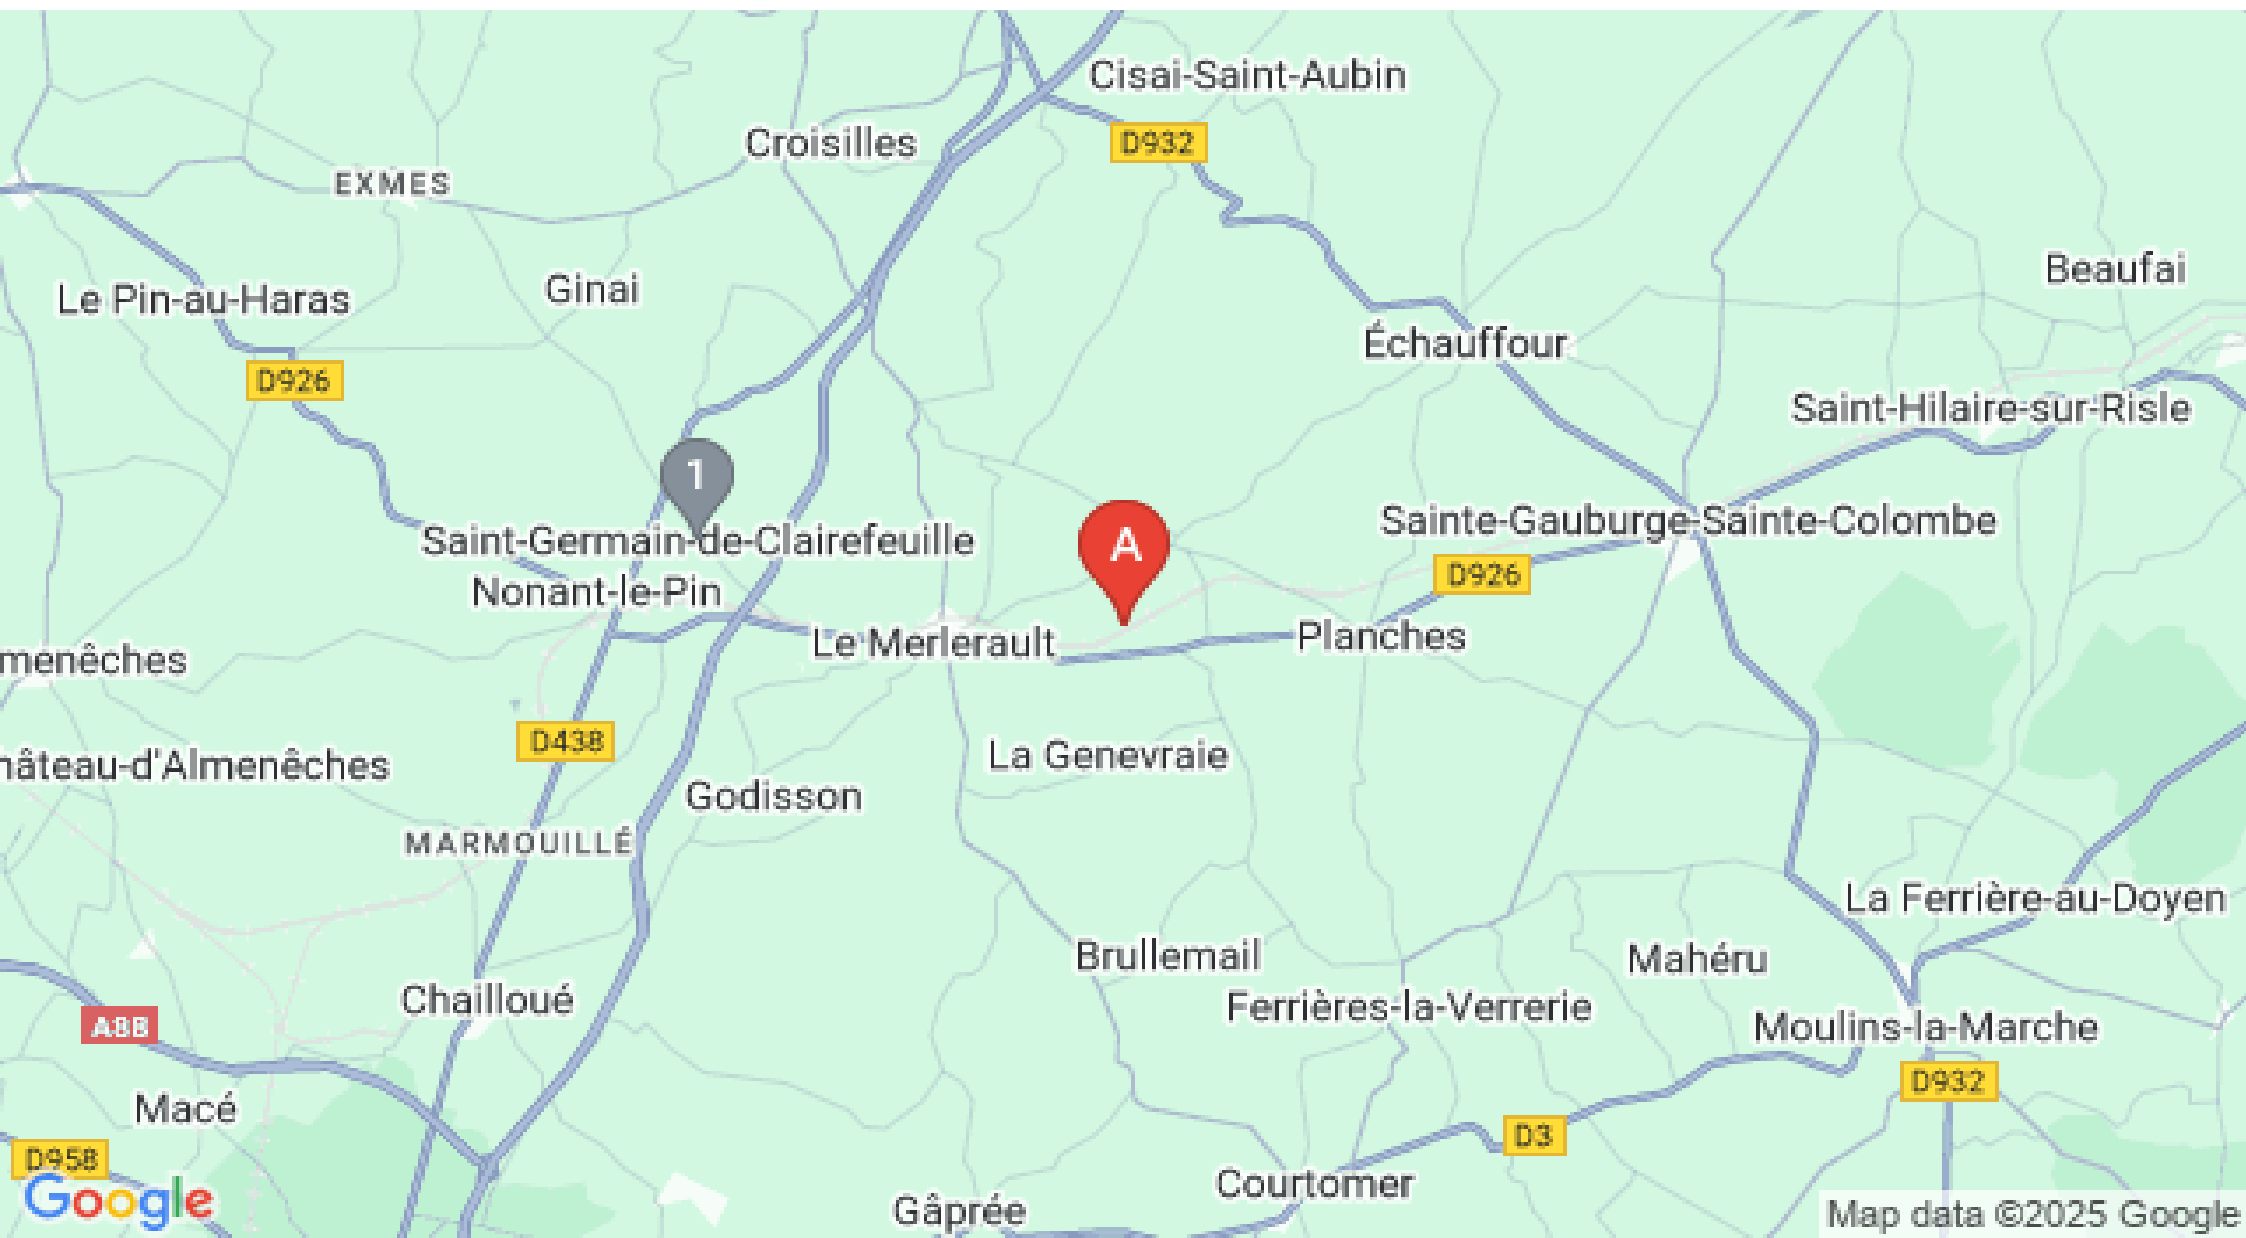 Cisai-Saint-Aubin
Croisilles
D932
EXMES
Beaufai
Le Pin-au-Haras
Ginai
Échauffour
D926
Saint-Hilaire-sur-Risle
1
Saint-Germain-de-Clairefeuille
A
Sainte-Gauburge-Sainte-Colombe
Nonant-le-Pin
D926
Le Merlerault
Planches
menêches
D438
La Genevraie
hâteau-d'Almenêches
Godisson
MARMOUILLÉ
La Ferrière-au-Doyen
Brullemail
Mahéru
Chailloué
Ferrières-la-Verrerie
A88
Moulins-la-Marche
D932
Macé
D3
D958
Courtomer
Google
Gâprée
Map data ©2025 Google